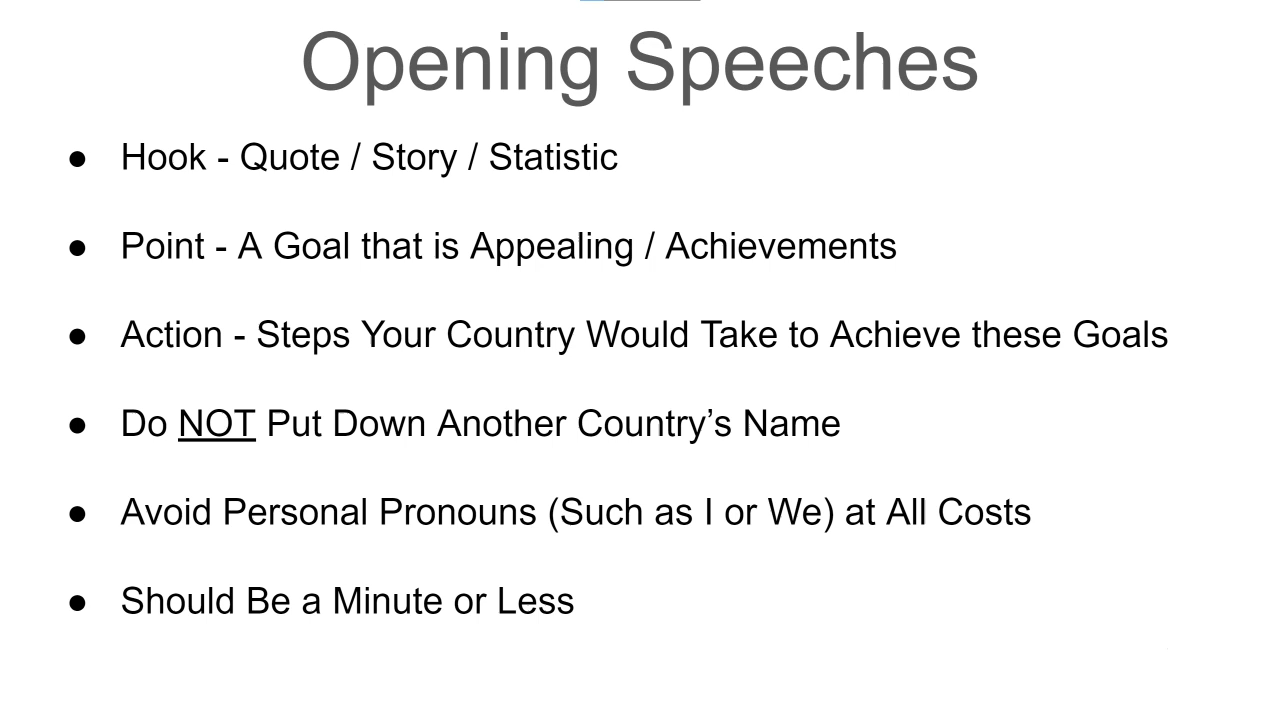 Opening Speeches
● Hook - Quote / Story / Statistic
● Point - A Goal that is Appealing / Achievements
● Action - Steps Your Country Would Take to Achieve these Goals
● Do NOT Put Down Another Country’s Name
● Avoid Personal Pronouns (Such as I or We) at All Costs
● Should Be a Minute or Less